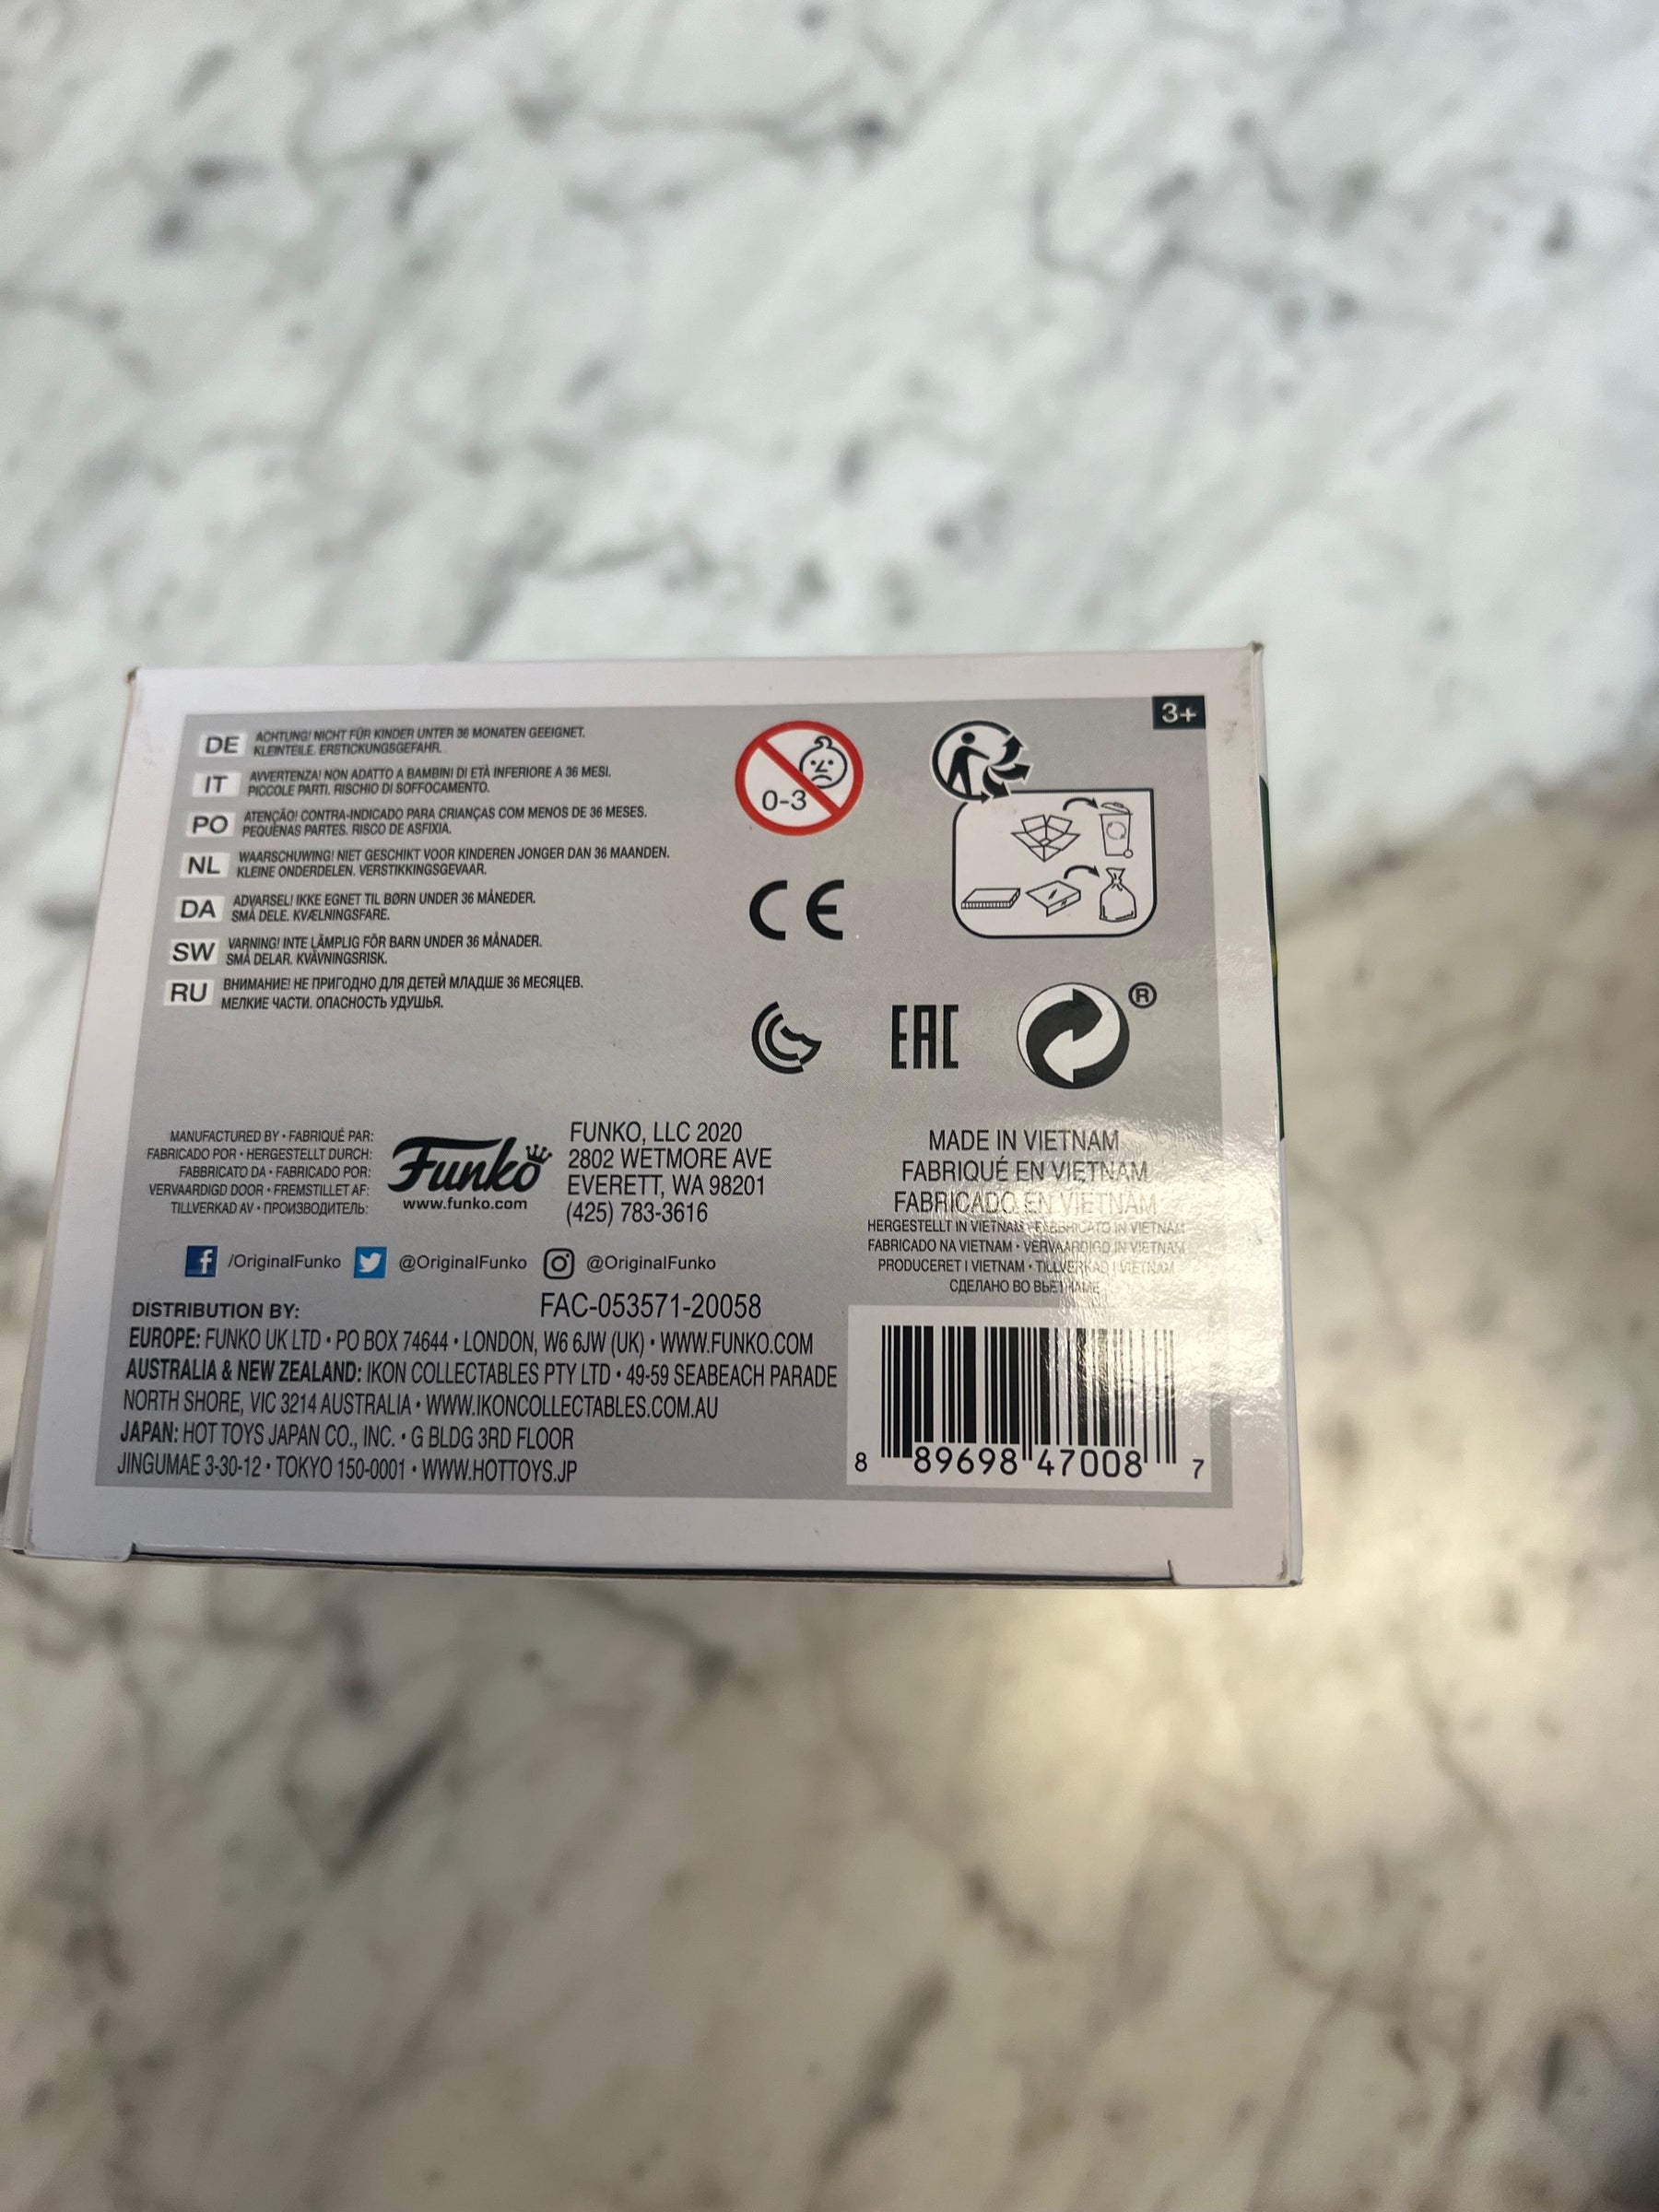 3+
DE ACHTUNG! NICHT FÜR KINDER UNTER 36 MONATEN GEEIGNET.
KLEINTEILE. ERSTICKUNGSGEFAHR.
IT AVVERTENZA! NON ADATTO A BAMBINI DI ETÀ INFERIORE A 36 MESI.
PICCOLE PARTI. RISCHIO DI SOFFOCAMENTO.
PO ATENÇÃO! CONTRA-INDICADO PARA CRIANÇAS COM MENOS DE 36 MESES.
PEQUENAS PARTES. RISCO DE ASFIXIA.
NL WAARSCHUWING! NIET GESCHIKT VOOR KINDEREN JONGER DAN 36 MAANDEN.
KLEINE ONDERDELEN. VERSTIKKINGSGEVAAR.
DA ADVARSEL! IKKE EGNET TIL BØRN UNDER 36 MÅNEDER.
SMÅ DELE. KVÆLNINGSFARE.
SW VARNING! INTE LÄMPLIG FÖR BARN UNDER 36 MÅNADER.
SMÅ DELAR. KVÄVNINGSRISK.
RU ВНИМАНИЕ! НЕ ПРИГОДНО ДЛЯ ДЕТЕЙ МЛАДШЕ 36 МЕСЯЦЕВ.
МЕЛКИЕ ЧАСТИ. ОПАСНОСТЬ УДУШЬЯ.
0-3
CE
EAC
®
MANUFACTURED BY • FABRIQUÉ PAR:
FABRICADO POR • HERGESTELLT DURCH:
FABBRICATO DA • FABRICADO POR:
VERVAARDIGD DOOR • FREMSTILLET AF:
TILLVERKAD AV • ПРОИЗВОДИТЕЛЬ:
Funko
www.funko.com
FUNKO, LLC 2020
2802 WETMORE AVE
EVERETT, WA 98201
(425) 783-3616
MADE IN VIETNAM
FABRIQUÉ EN VIETNAM
FABRICADO EN VIETNAM
HERGESTELLT IN VIETNAM • FABBRICATO IN VIETNAM
FABRICADO NA VIETNAM • VERVAARDIGD IN VIETNAM
PRODUCERET I VIETNAM • TILLVERKAD I VIETNAM
СДЕЛАНО ВО ВЬЕТНАМЕ
/OriginalFunko @OriginalFunko @OriginalFunko
FAC-053571-20058
DISTRIBUTION BY:
EUROPE: FUNKO UK LTD • PO BOX 74644 • LONDON, W6 6JW (UK) • WWW.FUNKO.COM
AUSTRALIA & NEW ZEALAND: IKON COLLECTABLES PTY LTD • 49-59 SEABEACH PARADE
NORTH SHORE, VIC 3214 AUSTRALIA • WWW.IKONCOLLECTABLES.COM.AU
JAPAN: HOT TOYS JAPAN CO., INC. • G BLDG 3RD FLOOR
JINGUMAE 3-30-12 • TOKYO 150-0001 • WWW.HOTTOYS.JP
8 89698 47008 7